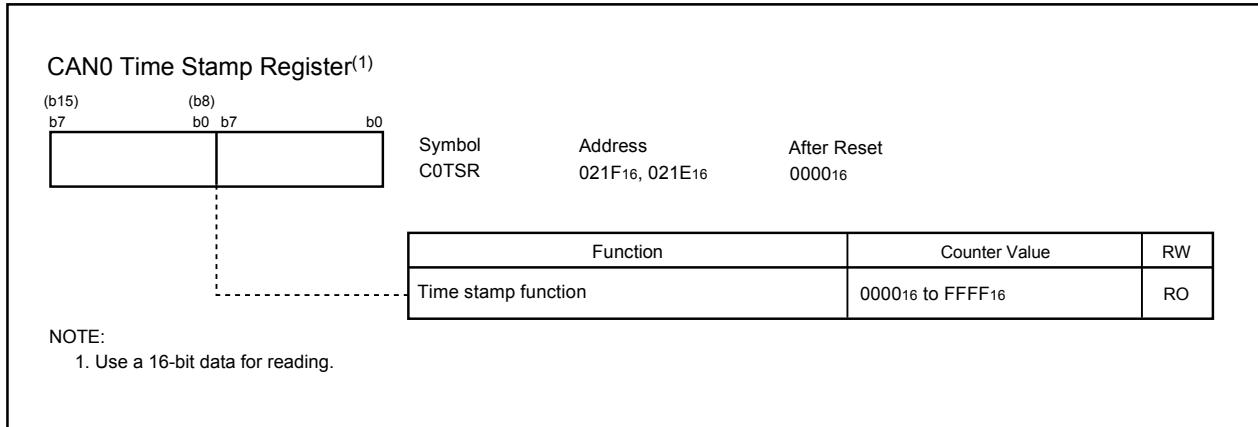 CAN0 Time Stamp Register(1)
(b15) (b8)
b7 b0 b7 b0
Symbol Address After Reset
C0TSR 021F16, 021E16 000016
Function Counter Value RW
Time stamp function 000016 to FFFF16 RO
NOTE:
1. Use a 16-bit data for reading.